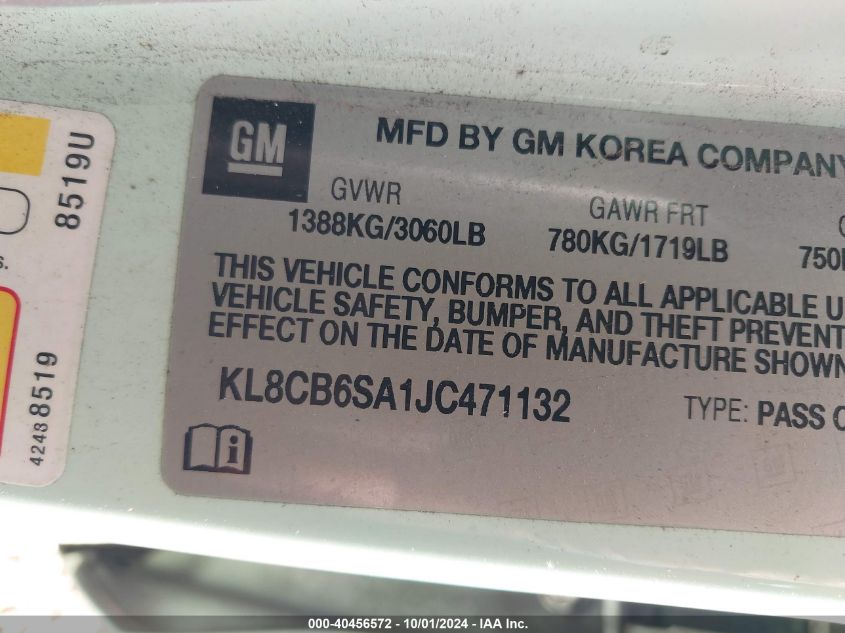 8519U
s.
42488519
GM
MFD BY GM KOREA COMPANY
GVWR
1388KG/3060LB
GAWR FRT
780KG/1719LB
750
THIS VEHICLE CONFORMS TO ALL APPLICABLE U
VEHICLE SAFETY, BUMPER, AND THEFT PREVENT
EFFECT ON THE DATE OF MANUFACTURE SHOWN
KL8CB6SA1JC471132
TYPE: PASS C
i
000-40456572 - 10/01/2024 - IAA Inc.